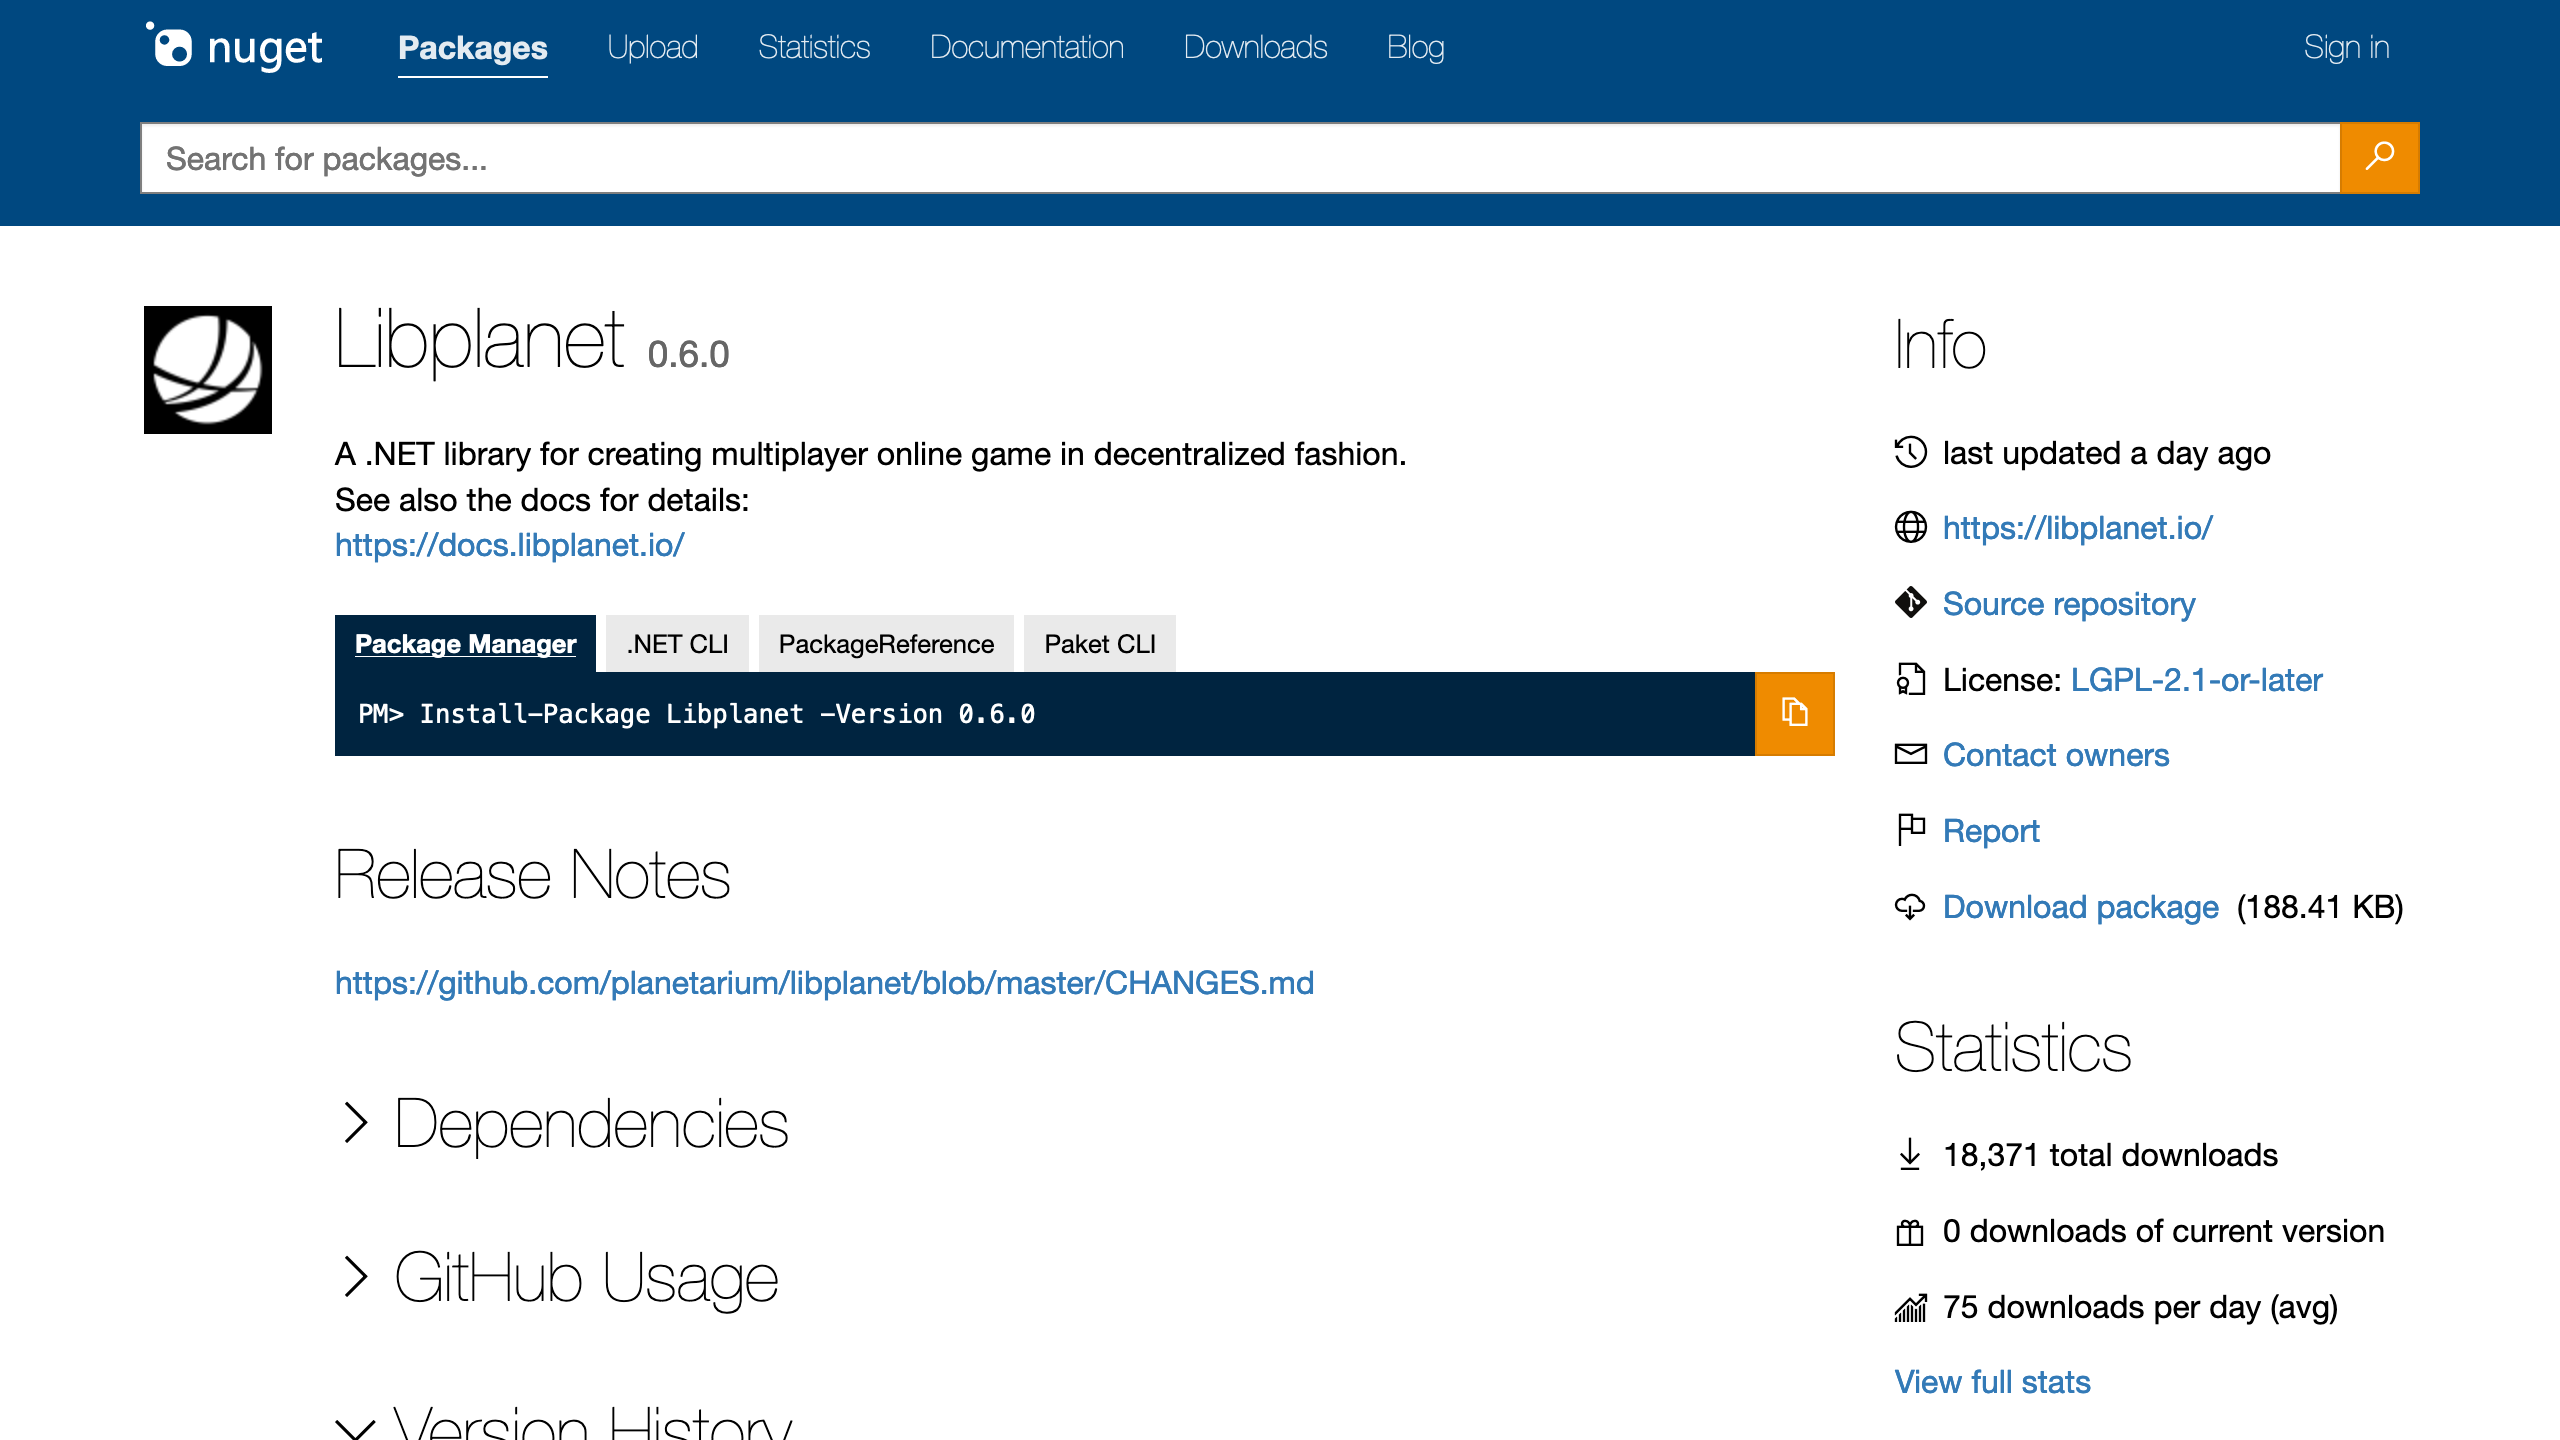 nuget
Packages
Upload
Statistics
Documentation
Downloads
Blog
Sign in
Search for packages...
Libplanet 0.6.0
A .NET library for creating multiplayer online game in decentralized fashion.
See also the docs for details:
https://docs.libplanet.io/
Package Manager
.NET CLI
PackageReference
Paket CLI
PM> Install-Package Libplanet -Version 0.6.0
Release Notes
https://github.com/planetarium/libplanet/blob/master/CHANGES.md
Dependencies
GitHub Usage
Version History
Info
last updated a day ago
https://libplanet.io/
Source repository
License: LGPL-2.1-or-later
Contact owners
Report
Download package (188.41 KB)
Statistics
18,371 total downloads
0 downloads of current version
75 downloads per day (avg)
View full stats